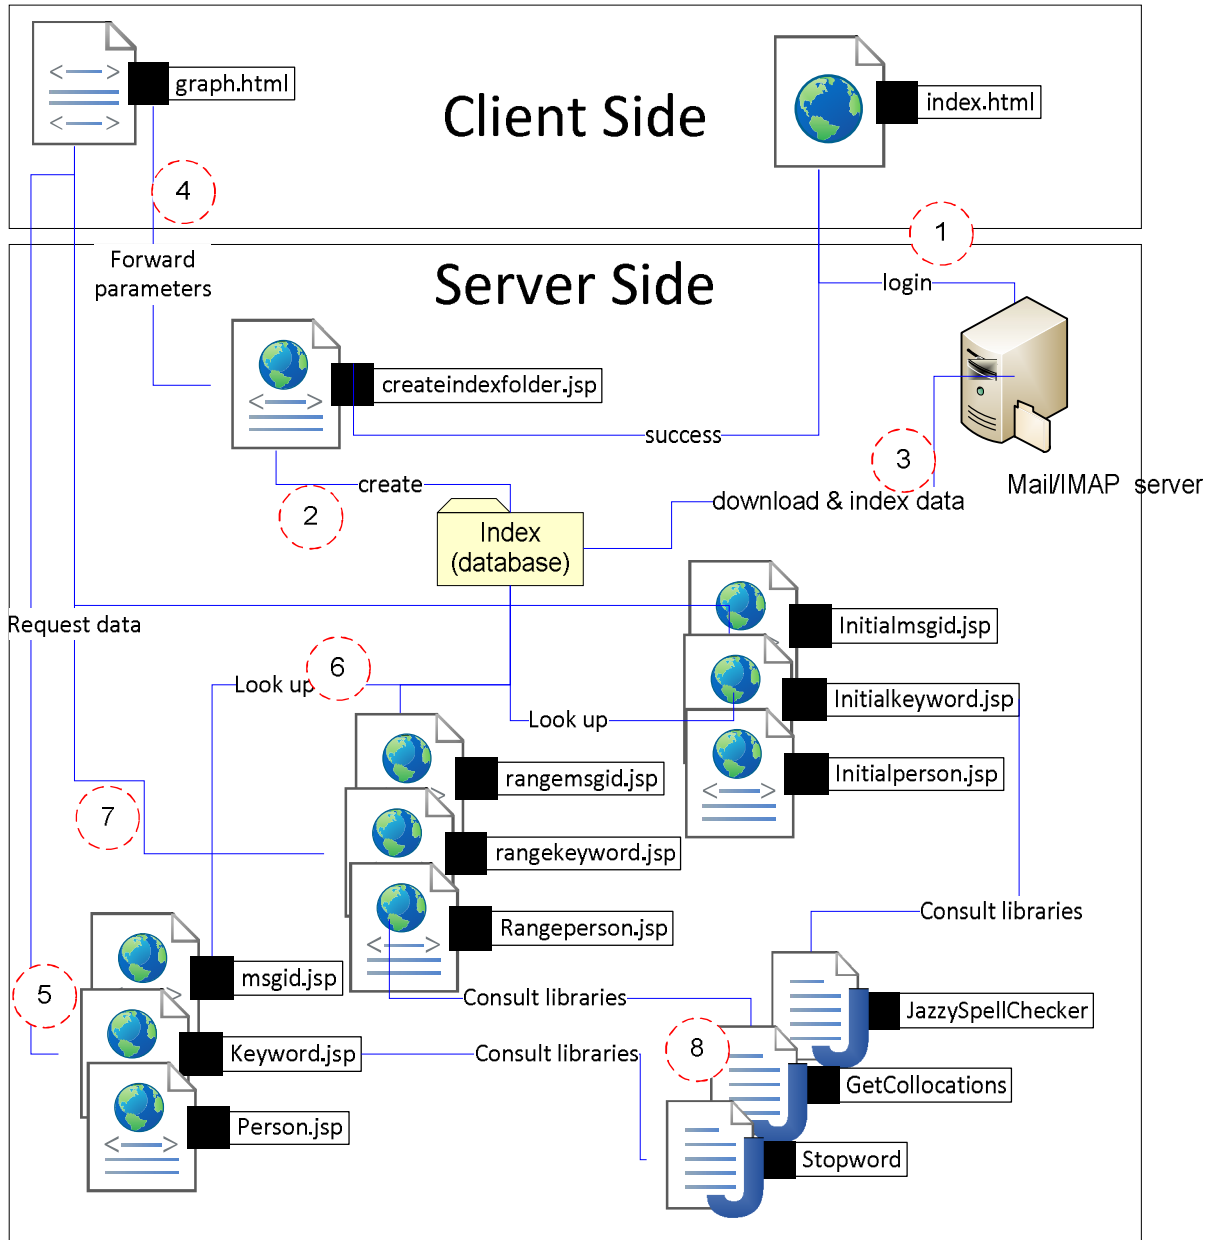 graph.html
index.html
Client Side
4
1
Forward
parameters
Server Side
login
createindexfolder.jsp
success
3
Mail/IMAP server
create
2
download & index data
Index
(database)
Request data
Initialmsgid.jsp
6
Look up
Look up
Initialkeyword.jsp
rangemsgid.jsp
Initialperson.jsp
7
rangekeyword.jsp
Consult libraries
Rangeperson.jsp
msgid.jsp
5
Consult libraries
JazzySpellChecker
8
Keyword.jsp
Consult libraries
GetCollocations
Person.jsp
Stopword